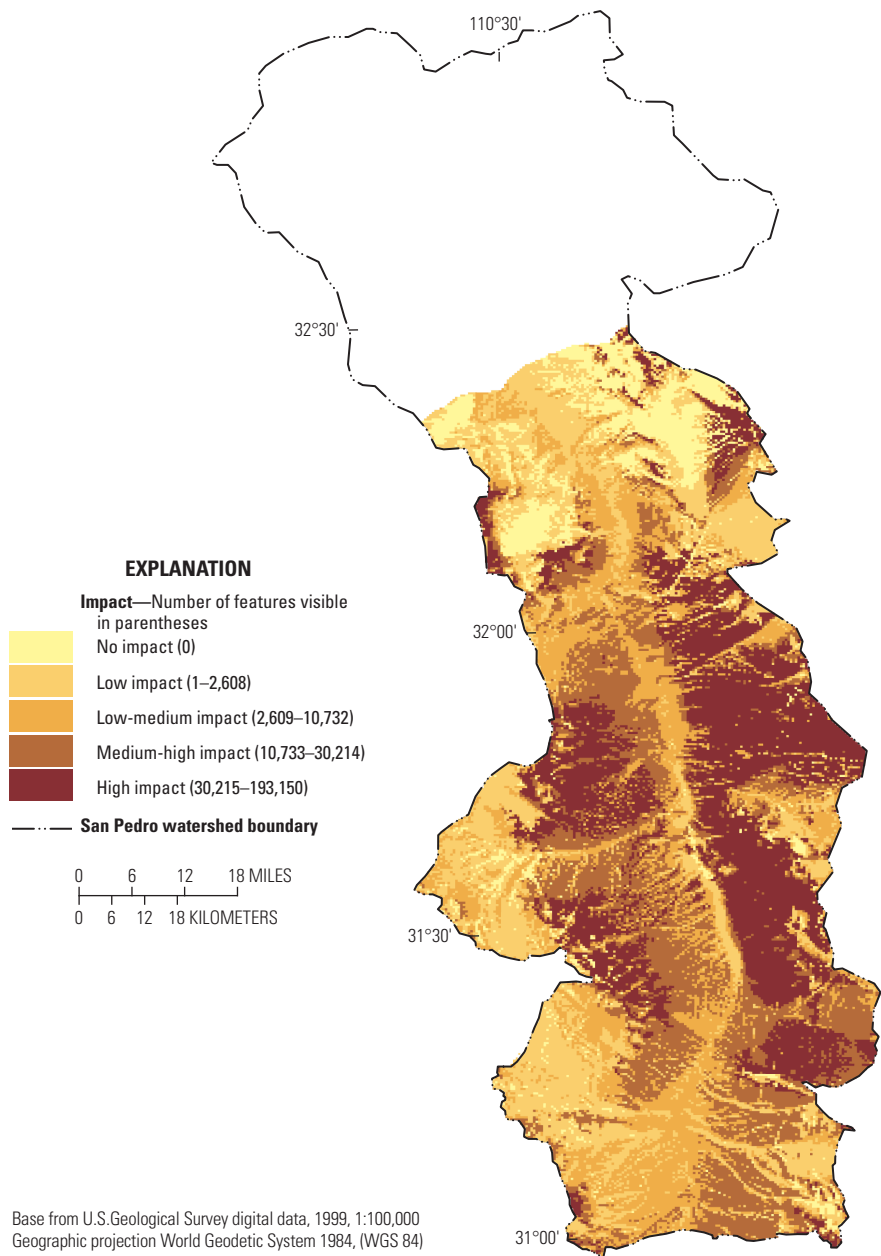 110°30'
32°30'
EXPLANATION
Impact—Number of features visible
in parentheses
No impact (0)
Low impact (1–2,608)
Low-medium impact (2,609–10,732)
Medium-high impact (10,733–30,214)
High impact (30,215–193,150)
San Pedro watershed boundary
0 6 12 18 MILES
0 6 12 18 KILOMETERS
32°00'
31°30'
31°00'
Base from U.S.Geological Survey digital data, 1999, 1:100,000
Geographic projection World Geodetic System 1984, (WGS 84)